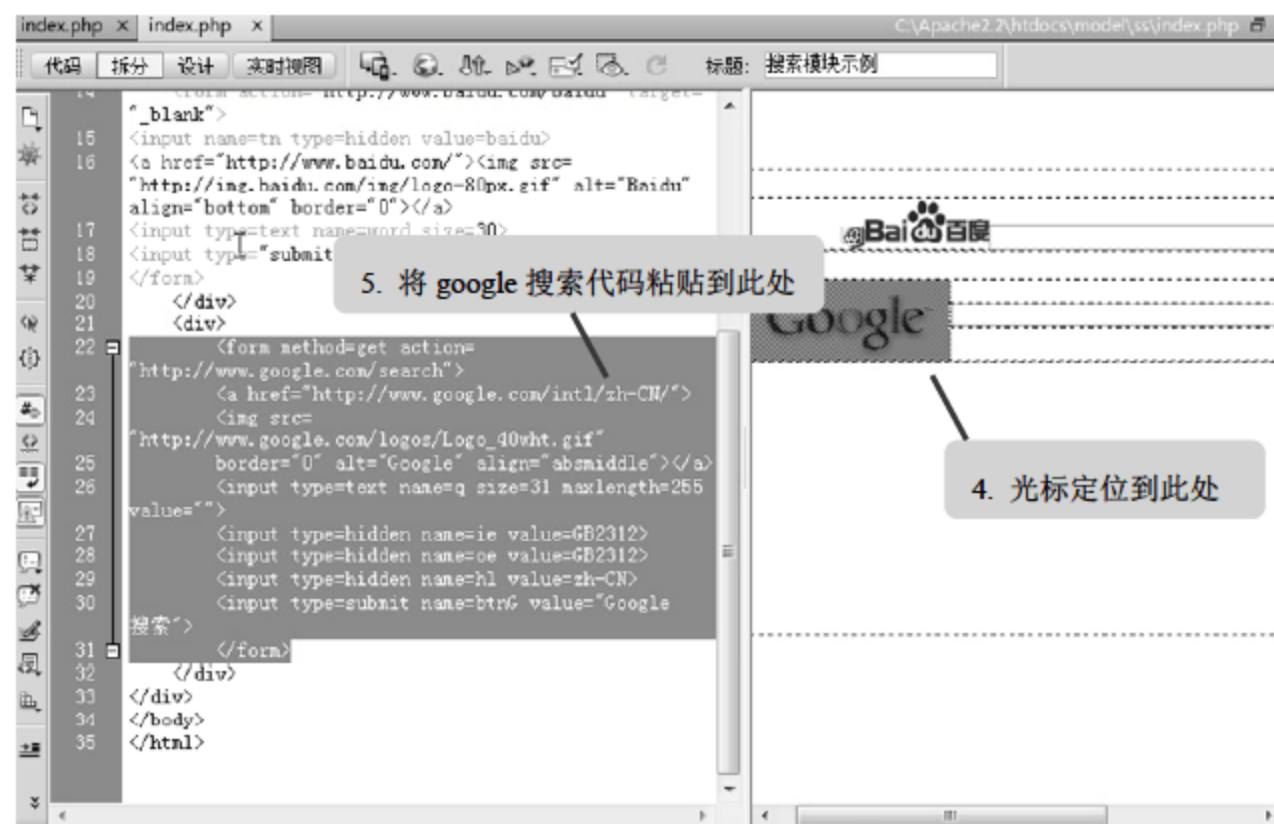 index.php × index.php ×
C:\Apache2.2\htdocs\model\ss\index.php
代码 拆分 设计 实时视图 标题: 搜索模块示例
14 <form action="http://www.baidu.com/baidu" target=
"_blank">
15 <input name=tn type=hidden value=baidu>
16 <a href="http://www.baidu.com/"><img src=
"http://img.baidu.com/img/logo-80px.gif" alt="Baidu"
align="bottom" border="0"></a>
17 <input type=text name=word size=30>
18 <input type="submit
19 </form>
20 </div>
21 <div>
22 <form method=get action=
"http://www.google.com/search">
23 <a href="http://www.google.com/intl/zh-CN/">
24 <img src=
"http://www.google.com/logos/Logo_40wht.gif"
25 border="0" alt="Google" align="absmiddle"></a>
26 <input type=text name=q size=31 maxlength=255
value="">
27 <input type=hidden name=ie value=GB2312>
28 <input type=hidden name=oe value=GB2312>
29 <input type=hidden name=hl value=zh-CN>
30 <input type=submit name=btnG value="Google
搜索">
31 </form>
32 </div>
33 </div>
34 </body>
35 </html>
5. 将 google 搜索代码粘贴到此处
Bai 百度
Google
4. 光标定位到此处